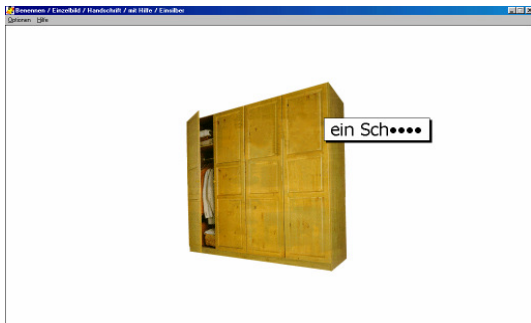 Benennen / Einzelbild / Handschrift / mit Hilfe / Einsilber
Optionen Hilfe
ein Sch••••